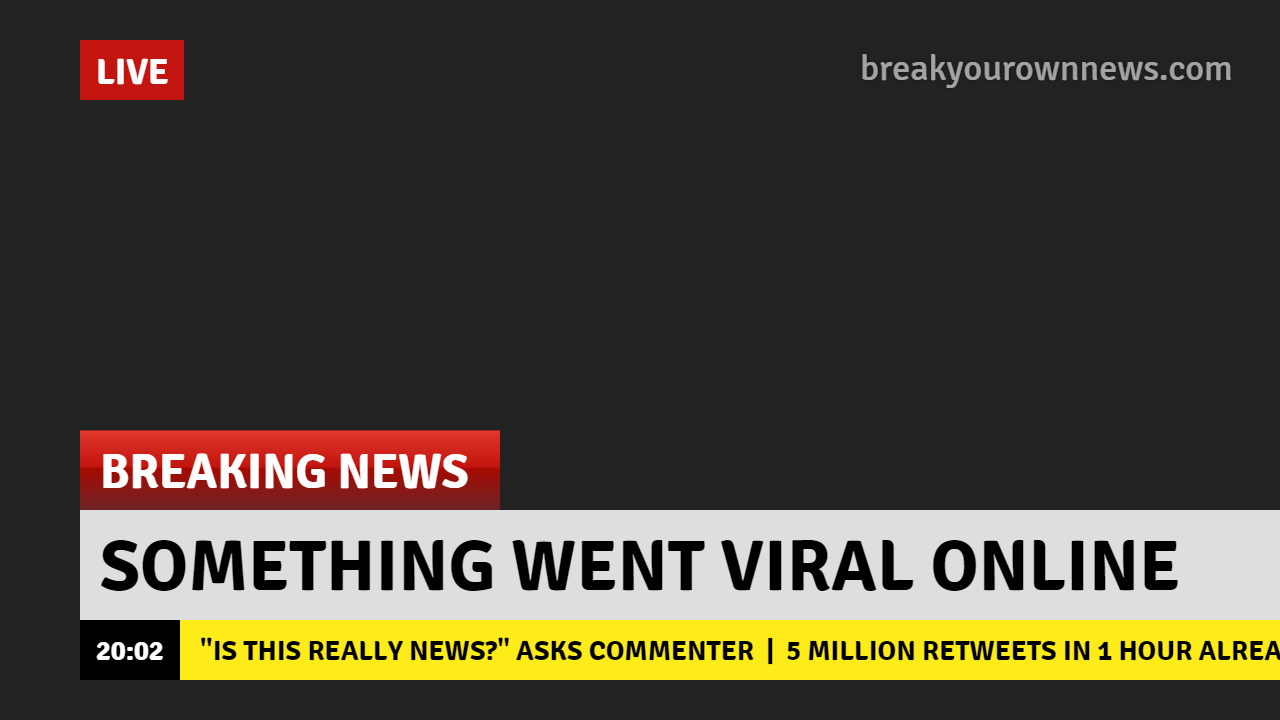 LIVE
breakyourownnews.com
BREAKING NEWS
SOMETHING WENT VIRAL ONLINE
20:02 "IS THIS REALLY NEWS?" ASKS COMMENTER | 5 MILLION RETWEETS IN 1 HOUR ALREA